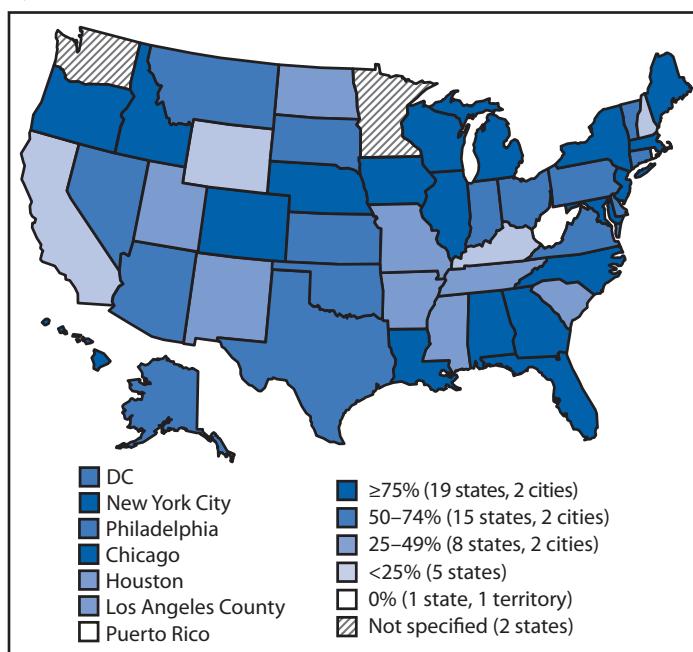 DC
New York City
Philadelphia
Chicago
Houston
Los Angeles County
Puerto Rico
≥75% (19 states, 2 cities)
50–74% (15 states, 2 cities)
25–49% (8 states, 2 cities)
<25% (5 states)
0% (1 state, 1 territory)
Not specified (2 states)